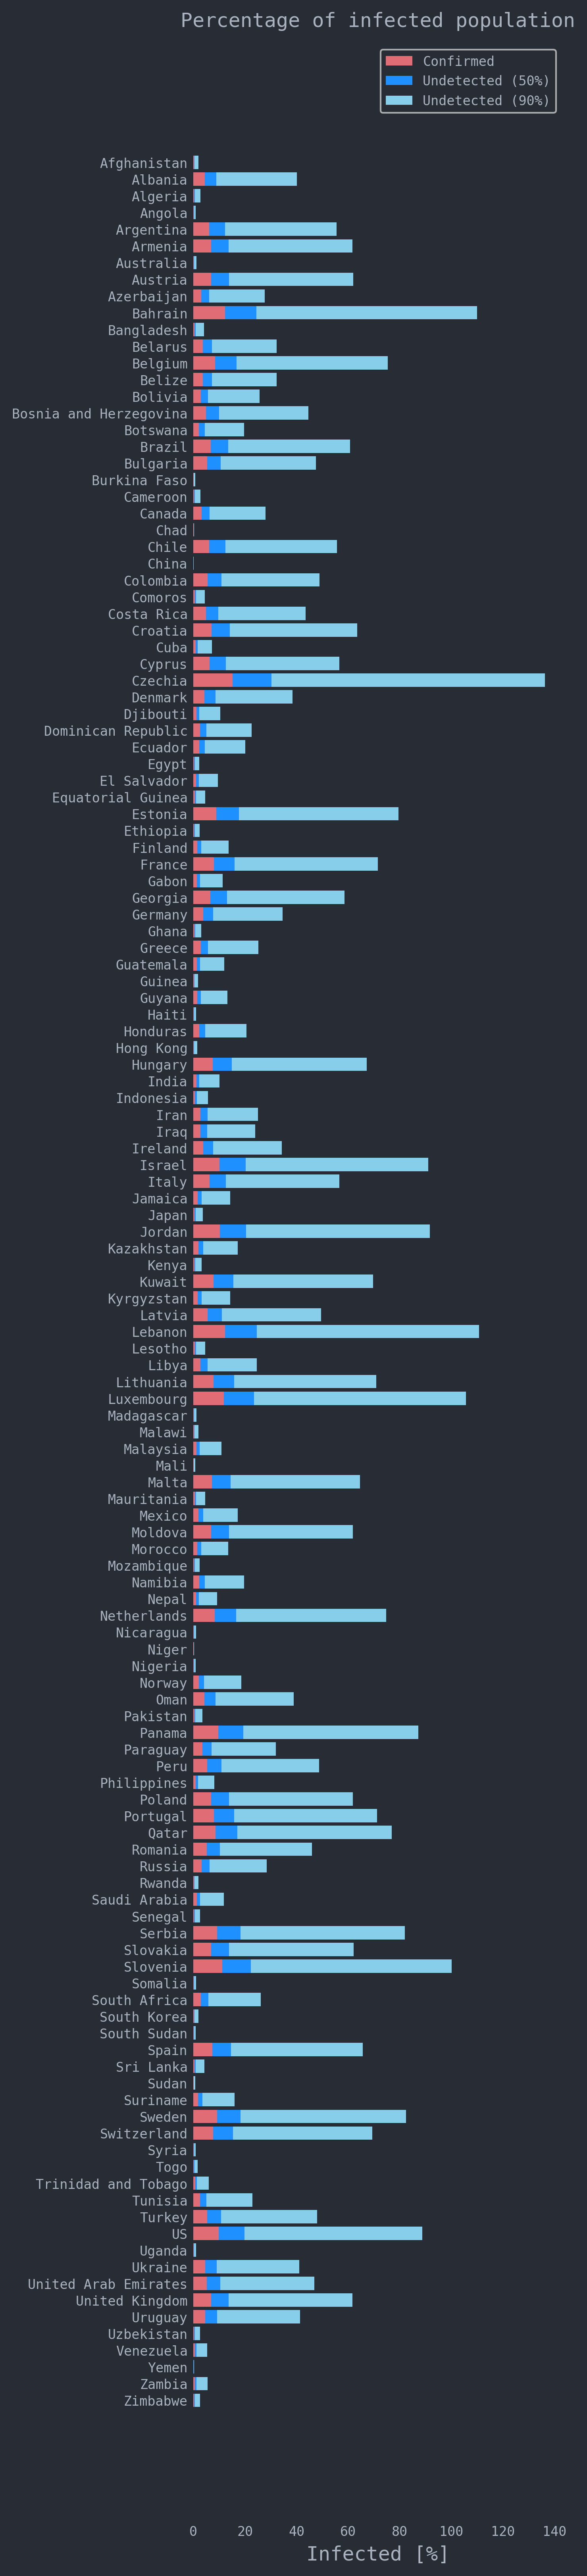 Percentage of infected population
Confirmed
Undetected (50%)
Undetected (90%)
Afghanistan
Albania
Algeria
Angola
Argentina
Armenia
Australia
Austria
Azerbaijan
Bahrain
Bangladesh
Belarus
Belgium
Belize
Bolivia
Bosnia and Herzegovina
Botswana
Brazil
Bulgaria
Burkina Faso
Cameroon
Canada
Chad
Chile
China
Colombia
Comoros
Costa Rica
Croatia
Cuba
Cyprus
Czechia
Denmark
Djibouti
Dominican Republic
Ecuador
Egypt
El Salvador
Equatorial Guinea
Estonia
Ethiopia
Finland
France
Gabon
Georgia
Germany
Ghana
Greece
Guatemala
Guinea
Guyana
Haiti
Honduras
Hong Kong
Hungary
India
Indonesia
Iran
Iraq
Ireland
Israel
Italy
Jamaica
Japan
Jordan
Kazakhstan
Kenya
Kuwait
Kyrgyzstan
Latvia
Lebanon
Lesotho
Libya
Lithuania
Luxembourg
Madagascar
Malawi
Malaysia
Mali
Malta
Mauritania
Mexico
Moldova
Morocco
Mozambique
Namibia
Nepal
Netherlands
Nicaragua
Niger
Nigeria
Norway
Oman
Pakistan
Panama
Paraguay
Peru
Philippines
Poland
Portugal
Qatar
Romania
Russia
Rwanda
Saudi Arabia
Senegal
Serbia
Slovakia
Slovenia
Somalia
South Africa
South Korea
South Sudan
Spain
Sri Lanka
Sudan
Suriname
Sweden
Switzerland
Syria
Togo
Trinidad and Tobago
Tunisia
Turkey
US
Uganda
Ukraine
United Arab Emirates
United Kingdom
Uruguay
Uzbekistan
Venezuela
Yemen
Zambia
Zimbabwe
0 20 40 60 80 100 120 140
Infected [%]